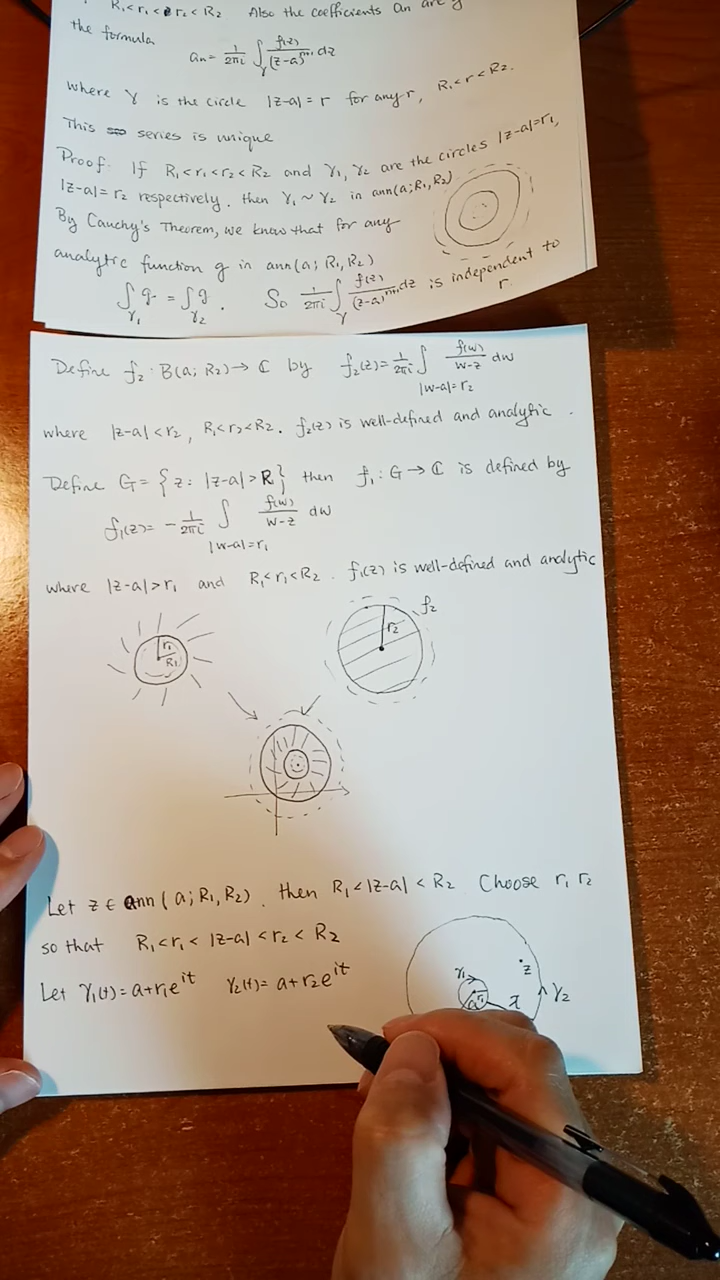 R₁<r₁<r₂<R₂ Also the coefficients an are
the formula
an = 1/2πi ∫γ f(z)/(z-a)ⁿ⁺¹ dz
where γ is the circle |z-a|=r for any r, R₁<r<R₂.
This series is unique
Proof: If R₁<r₁<r₂<R₂ and γ₁, γ₂ are the circles |z-a|=r₁,
|z-a|=r₂ respectively. then γ₁~γ₂ in ann(a;R₁,R₂)
By Cauchy's Theorem, we know that for any
analytic function g in ann(a; R₁, R₂)
∫γ₁ g = ∫γ₂ g. So 1/2πi ∫γ f(z)/(z-a)ⁿ⁺¹ dz is independent to
r.
Define f₂: B(a; R₂) → ℂ by f₂(z) = 1/2πi ∫|w-a|=r₂ f(w)/w-z dw
where |z-a|<r₂, R₁<r₂<R₂. f₂(z) is well-defined and analytic.
Define G = {z: |z-a|>R₁} then f₁: G → ℂ is defined by
f₁(z) = -1/2πi ∫|w-a|=r₁ f(w)/w-z dw
where |z-a|>r₁ and R₁<r₁<R₂. f₁(z) is well-defined and analytic
f₂
r₁
R₁
r₂
Let z ∈ ann(a; R₁, R₂). then R₁<|z-a|<R₂ Choose r₁ r₂
so that R₁<r₁<|z-a|<r₂<R₂
Let γ₁(t) = a+r₁eⁱᵗ γ₂(t) = a+r₂eⁱᵗ
γ₁
z
a
r₁
λ
γ₂